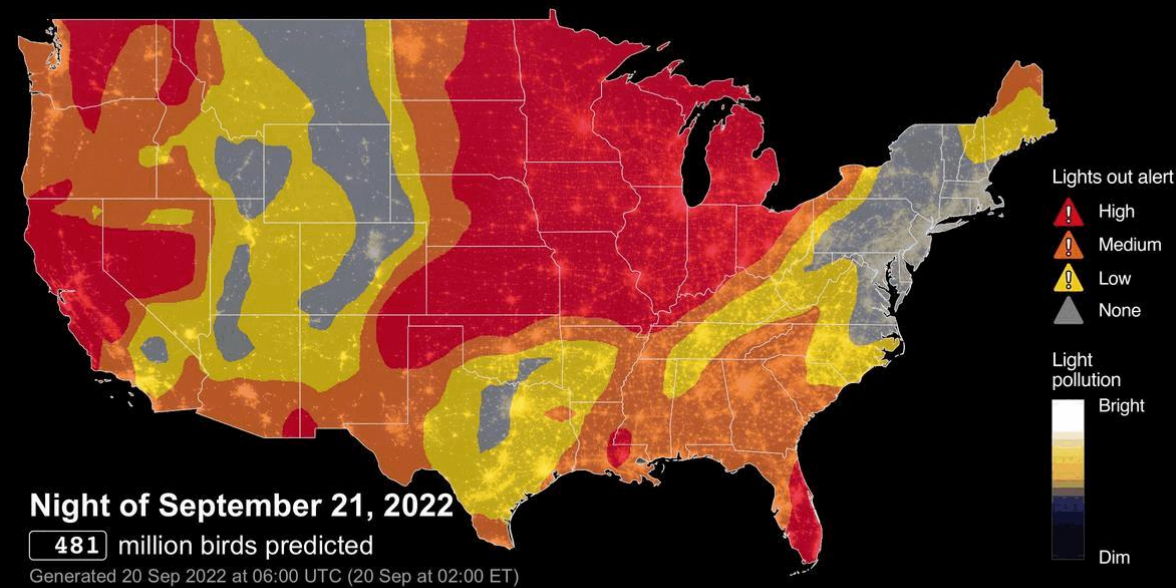 Lights out alert
! High
! Medium
! Low
None
Light
pollution
Bright
Dim
Night of September 21, 2022
481 million birds predicted
Generated 20 Sep 2022 at 06:00 UTC (20 Sep at 02:00 ET)